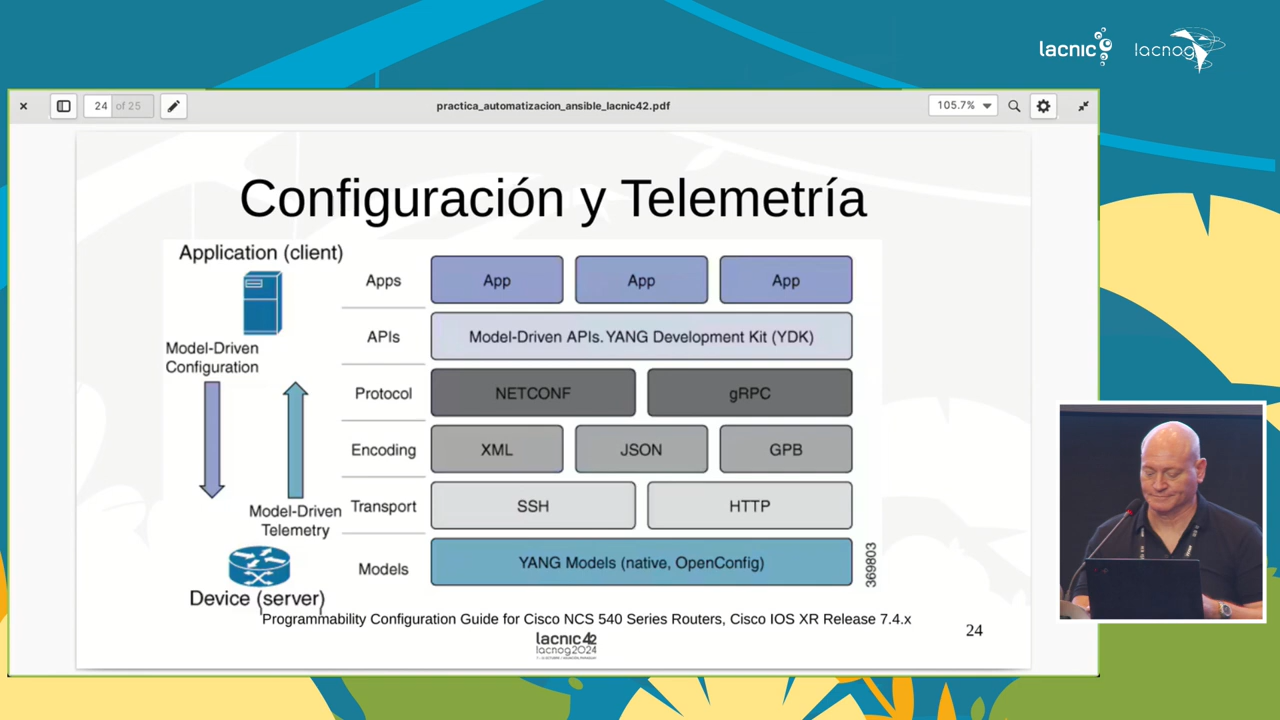 lacnic
lacnog
24 of 25
practica_automatizacion_ansible_lacnic42.pdf
105.7%
Configuración y Telemetría
Application (client)
Model-Driven
Configuration
Model-Driven
Telemetry
Device (server)
Apps
App
App
App
APIs
Model-Driven APIs. YANG Development Kit (YDK)
Protocol
NETCONF
gRPC
Encoding
XML
JSON
GPB
Transport
SSH
HTTP
Models
YANG Models (native, OpenConfig)
369803
Programmability Configuration Guide for Cisco NCS 540 Series Routers, Cisco IOS XR Release 7.4.x
lacnic42
lacnog2024
24